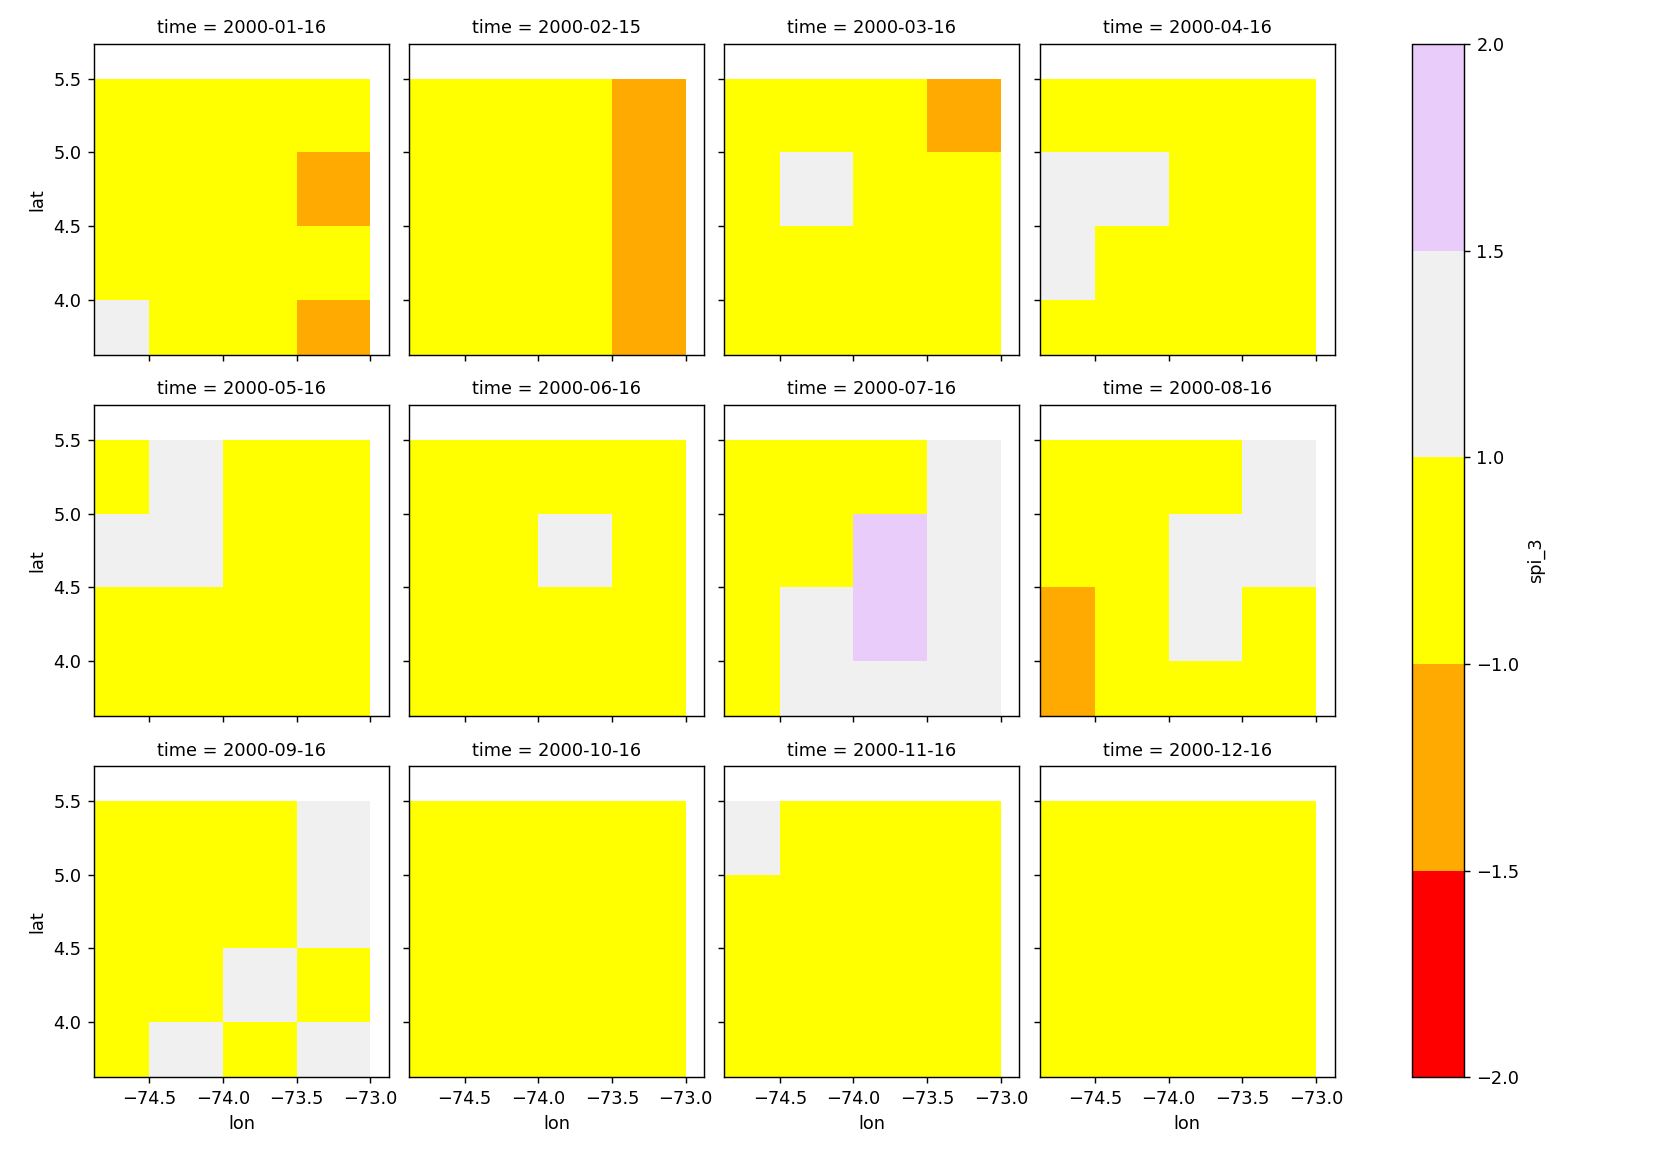 time = 2000-01-16
time = 2000-02-15
time = 2000-03-16
time = 2000-04-16
5.5
5.0
4.5
4.0
lat
time = 2000-05-16
time = 2000-06-16
time = 2000-07-16
time = 2000-08-16
5.5
5.0
4.5
4.0
lat
time = 2000-09-16
time = 2000-10-16
time = 2000-11-16
time = 2000-12-16
5.5
5.0
4.5
4.0
lat
−74.5 −74.0 −73.5 −73.0
lon
−74.5 −74.0 −73.5 −73.0
lon
−74.5 −74.0 −73.5 −73.0
lon
−74.5 −74.0 −73.5 −73.0
lon
2.0
1.5
1.0
−1.0
−1.5
−2.0
spi_3